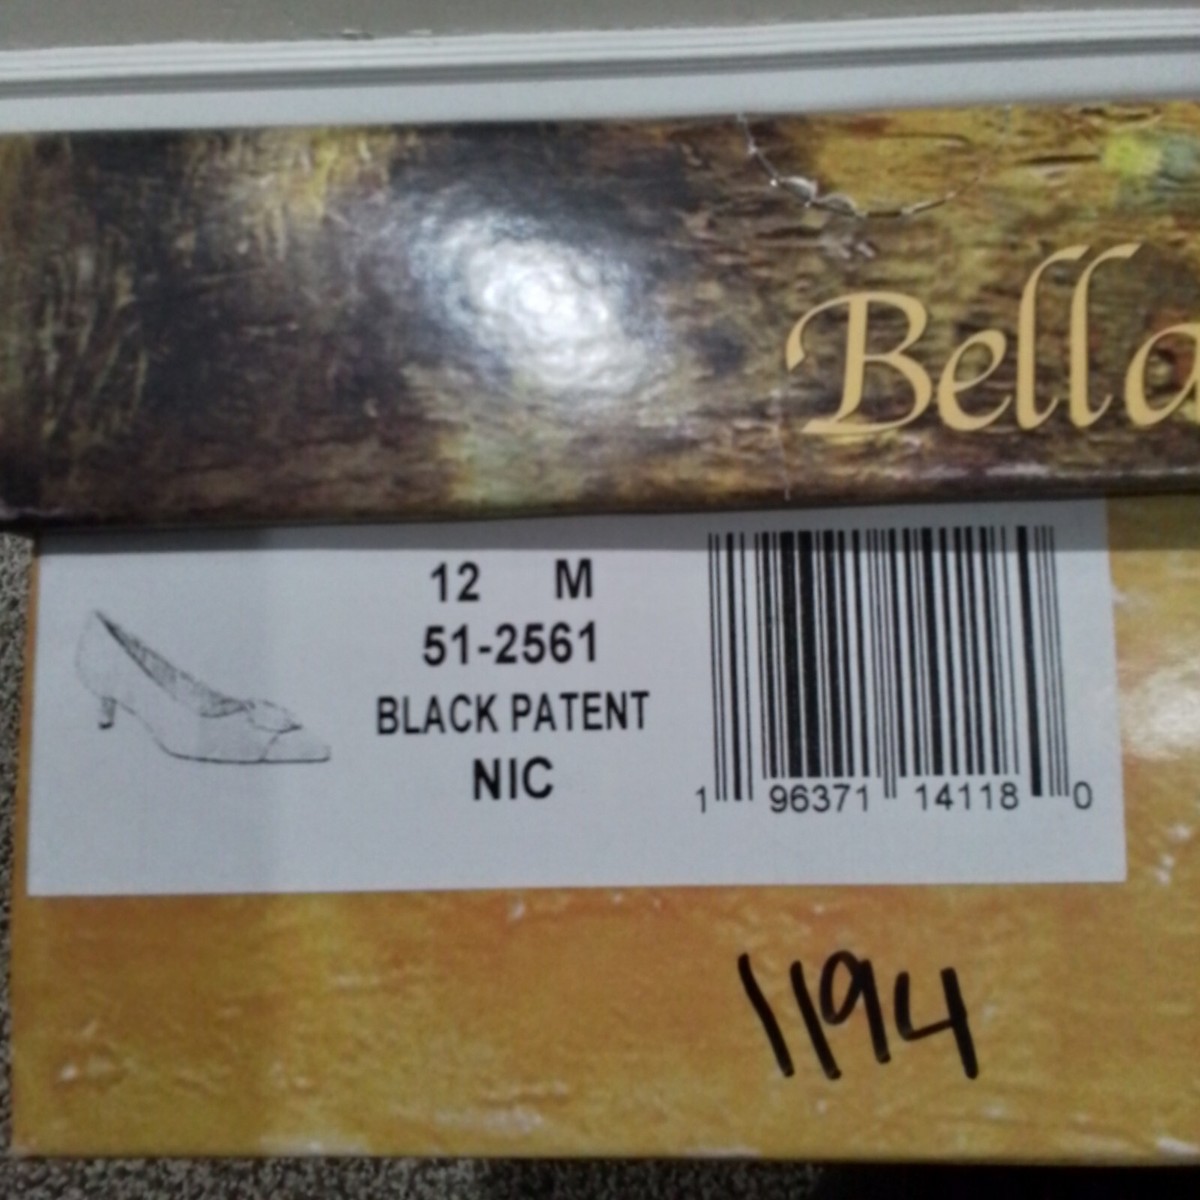 Bella
12 M
51-2561
BLACK PATENT
NIC
1 96371 14118 0
1194